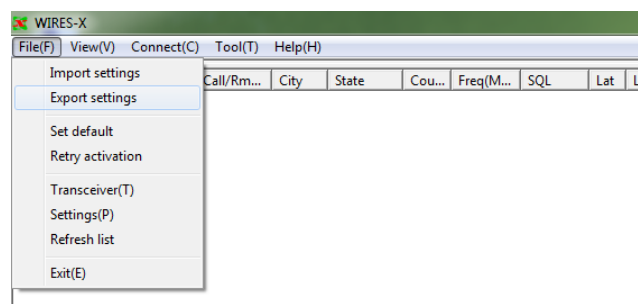 WIRES-X
File(F) View(V) Connect(C) Tool(T) Help(H)
Call/Rm... City State Cou... Freq(M... SQL Lat L
Import settings
Export settings
Set default
Retry activation
Transceiver(T)
Settings(P)
Refresh list
Exit(E)